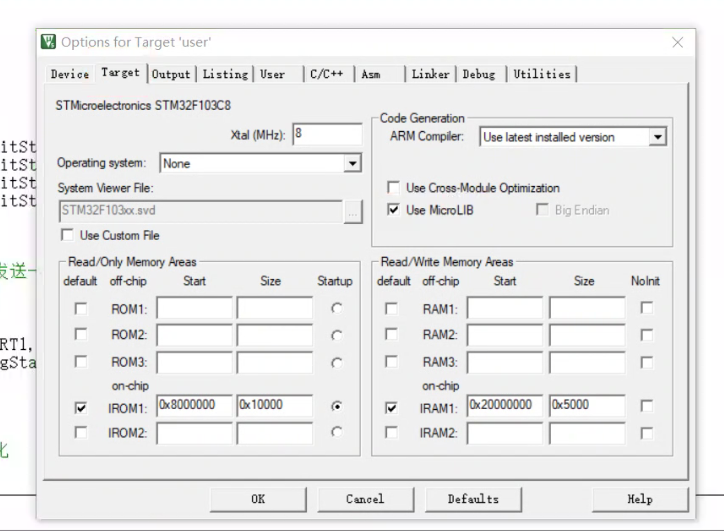 Options for Target 'user'
Device Target Output Listing User C/C++ Asm Linker Debug Utilities
STMicroelectronics STM32F103C8
Xtal (MHz): 8
Operating system: None
System Viewer File:
STM32F103xx.svd ...
Use Custom File
Code Generation
ARM Compiler: Use latest installed version
Use Cross-Module Optimization
Use MicroLIB Big Endian
Read/Only Memory Areas
default off-chip Start Size Startup
ROM1:
ROM2:
ROM3:
on-chip
IROM1: 0x8000000 0x10000
IROM2:
Read/Write Memory Areas
default off-chip Start Size NoInit
RAM1:
RAM2:
RAM3:
on-chip
IRAM1: 0x20000000 0x5000
IRAM2:
OK Cancel Defaults Help
itSt
itSt
itSt
itSt
发送一
RT1,
gSta
化